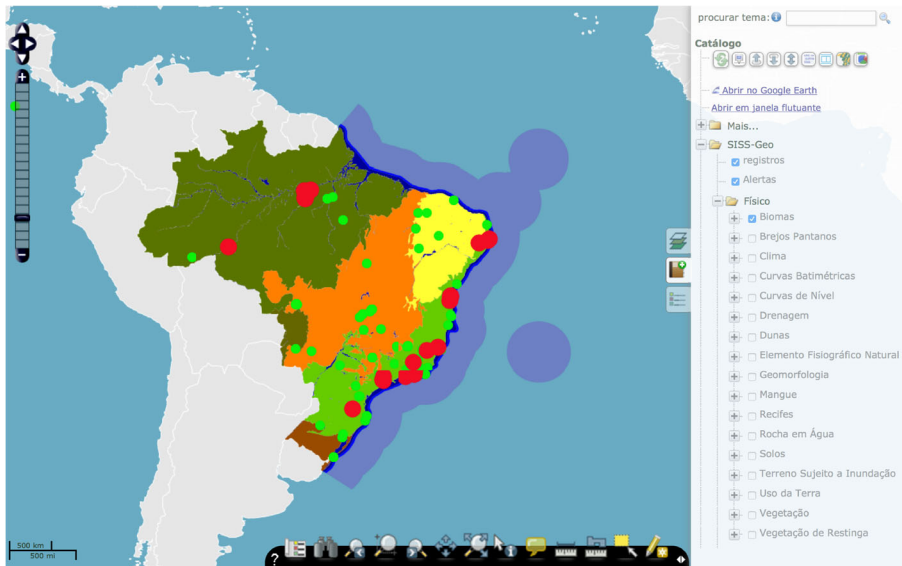 procurar tema:
Catálogo
Abrir no Google Earth
Abrir em janela flutuante
Mais...
SISS-Geo
registros
Alertas
Físico
Biomas
Brejos Pantanos
Clima
Curvas Batimétricas
Curvas de Nível
Drenagem
Dunas
Elemento Fisiográfico Natural
Geomorfologia
Mangue
Recifes
Rocha em Água
Solos
Terreno Sujeito a Inundação
Uso da Terra
Vegetação
Vegetação de Restinga
500 km
500 mi
?